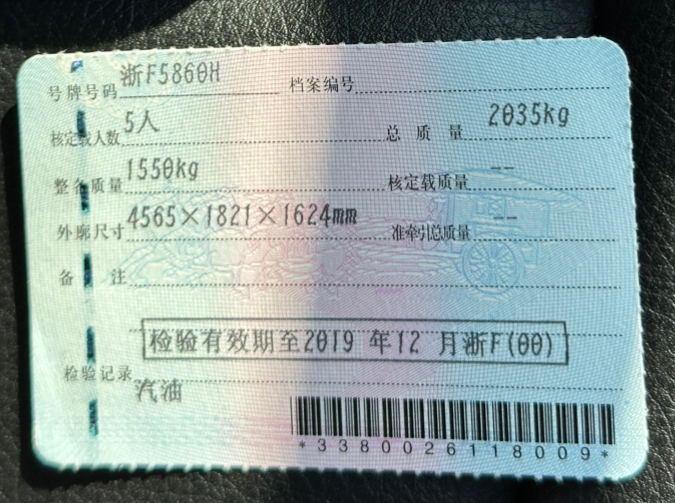 号牌号码 浙F5860H 档案编号
核定载人数 5人 总质量 2035kg
整备质量 1550kg 核定载质量 --
外廓尺寸 4565×1821×1624mm 准牵引总质量 --
备注
检验有效期至2019 年12 月浙F(00)
检验记录
汽油
*3380026118009*